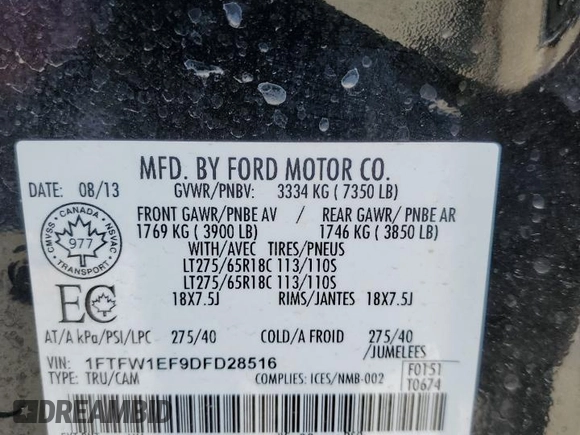 MFD. BY FORD MOTOR CO.
DATE: 08/13 GVWR/PNBV: 3334 KG ( 7350 LB)
FRONT GAWR/PNBE AV / REAR GAWR/ PNBE AR
1769 KG ( 3900 LB) 1746 KG ( 3850 LB)
WITH/AVEC TIRES/PNEUS
LT275/65R18C 113/110S
LT275/65R18C 113/110S
18X7.5J RIMS/JANTES 18X7.5J
CANADA
CMVSS NSVAC
977
TRANSPORT
EC
AT/A kPa/PSI/LPC 275/40 COLD/A FROID 275/40
/JUMELEES
VIN: 1FTFW1EF9DFD28516
TYPE: TRU/CAM COMPLIES: ICES/NMB-002
F0151
T0674
DREAMBID